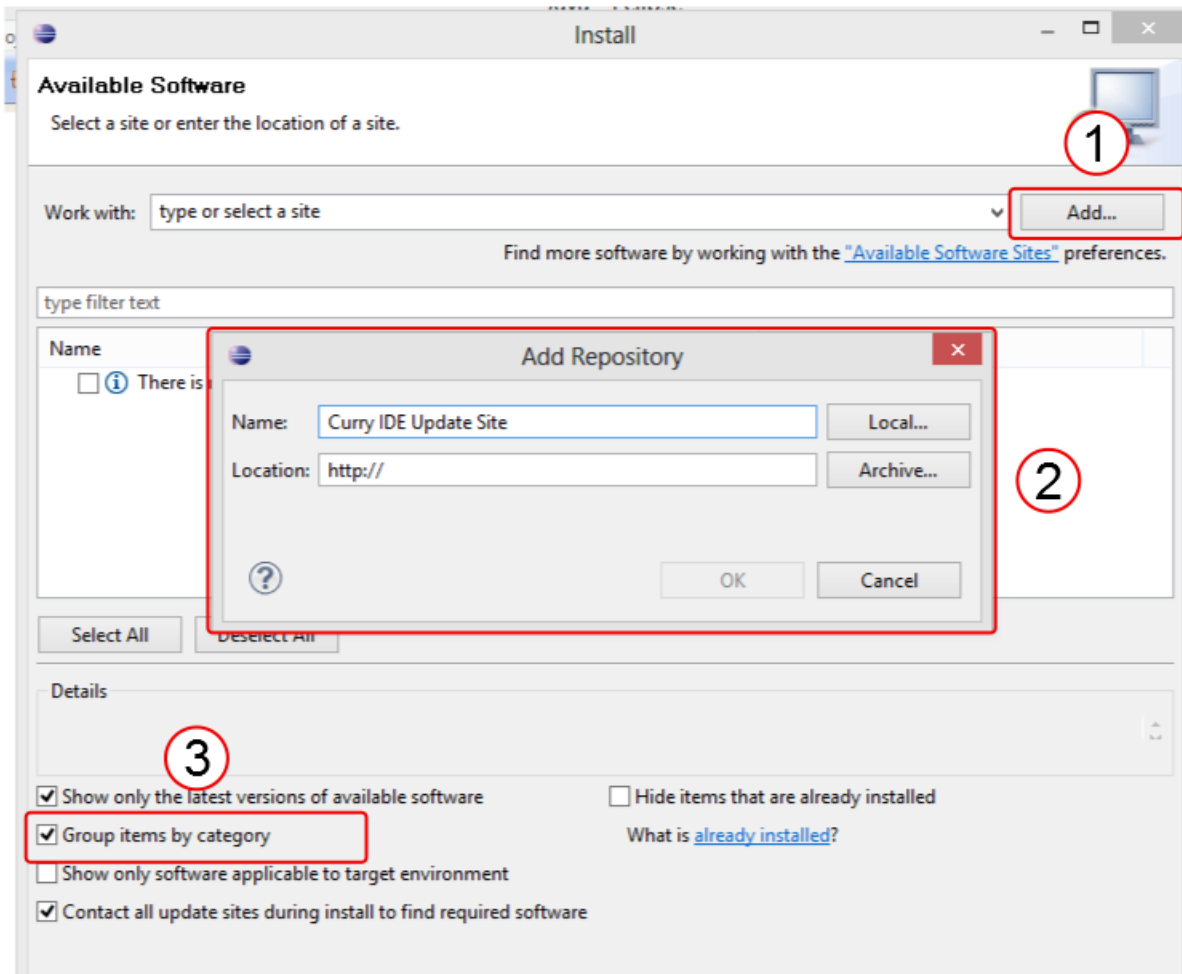 Install
Available Software
Select a site or enter the location of a site.
1
Work with: type or select a site Add...
Find more software by working with the "Available Software Sites" preferences.
type filter text
Name
There is
Add Repository
Name: Curry IDE Update Site Local...
Location: http:// Archive...
2
? OK Cancel
Select All Deselect All
Details
3
Show only the latest versions of available software Hide items that are already installed
Group items by category What is already installed?
Show only software applicable to target environment
Contact all update sites during install to find required software